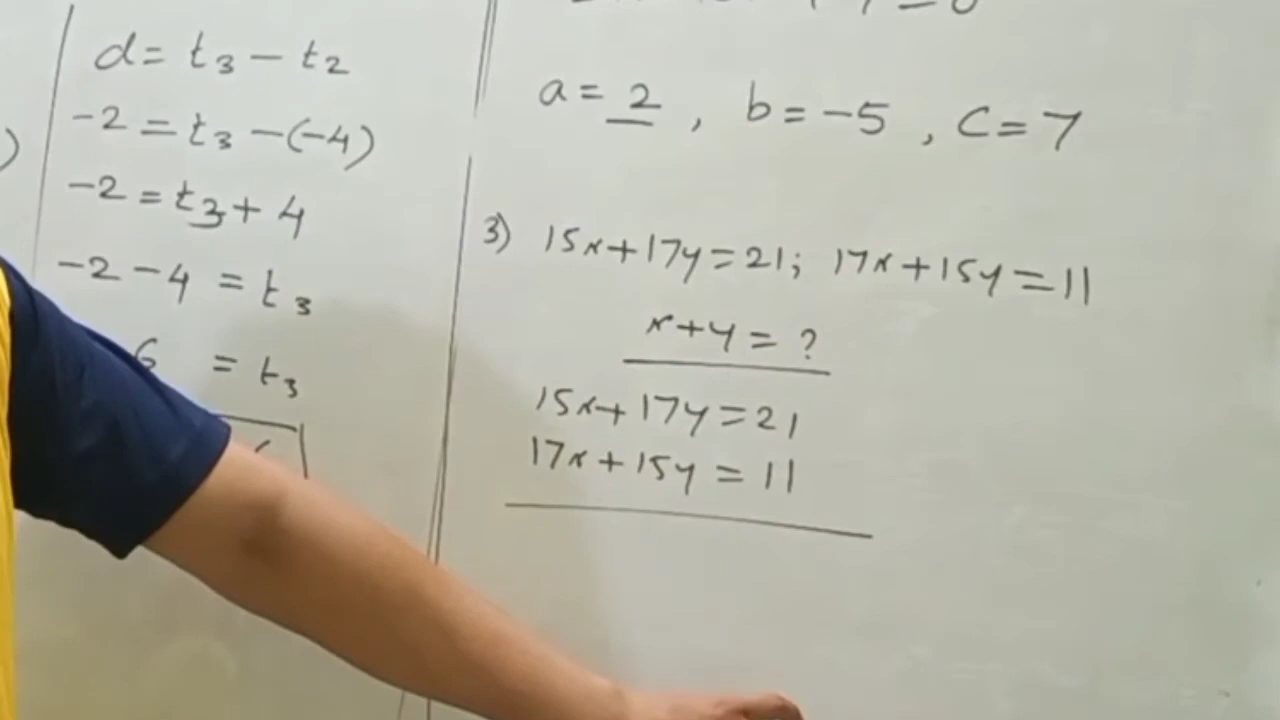 d = t₃ - t₂
-2 = t₃ - (-4)
-2 = t₃ + 4
-2 - 4 = t₃
6 = t₃
a = 2 , b = -5 , c = 7
3) 15x + 17y = 21; 17x + 15y = 11
x + y = ?
15x + 17y = 21
17x + 15y = 11